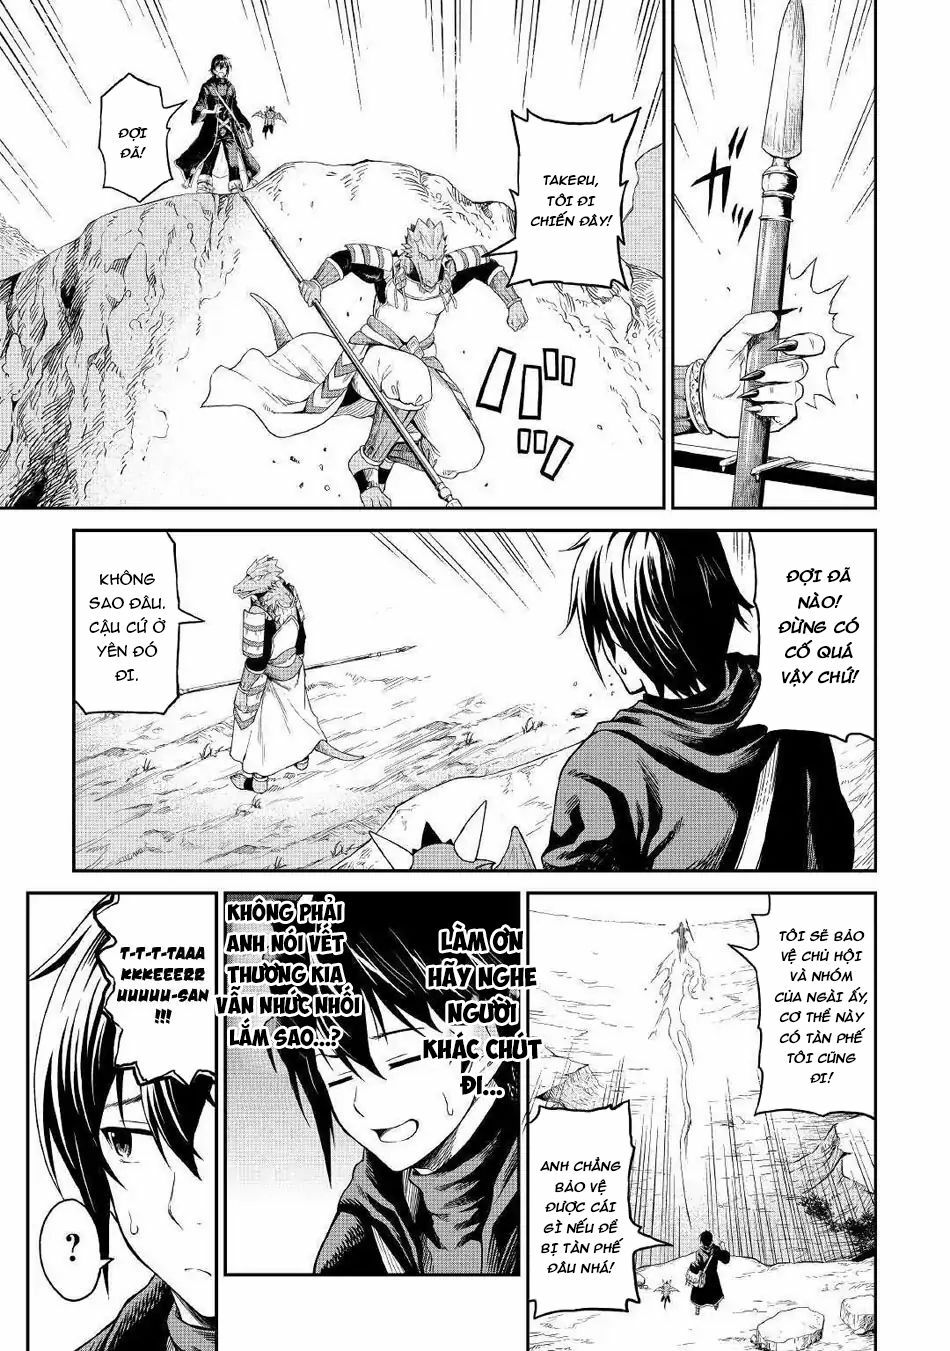 TAKERU,
TÔI ĐI
CHIẾN ĐÂY!
ĐỢI
ĐÃ!
ĐỢI ĐÃ
NÀO!
ĐỪNG CÓ
CỐ QUÁ
VẬY CHỨ!
KHÔNG
SAO ĐÂU.
CẬU CỨ Ở
YÊN ĐÓ
ĐI.
TÔI SẼ BẢO
VỆ CHỦ HỘI
VÀ NHÓM
CỦA NGÀI ẤY,
CƠ THỂ NÀY
CÓ TÀN PHẾ
TÔI CŨNG
ĐI!
ANH CHẲNG
BẢO VỆ
ĐƯỢC CÁI
GÌ NẾU ĐỂ
BỊ TÀN PHẾ
ĐÂU NHÁ!
LÀM ƠN
HÃY NGHE
NGƯỜI
KHÁC CHÚT
ĐI...
KHÔNG PHẢI
ANH NÓI VẾT
THƯƠNG KIA
VẪN NHỨC NHỐI
LẮM SAO...?
T-T-T-TAAA
KKKEEEERR
UUUUU-SAN
!!!
?